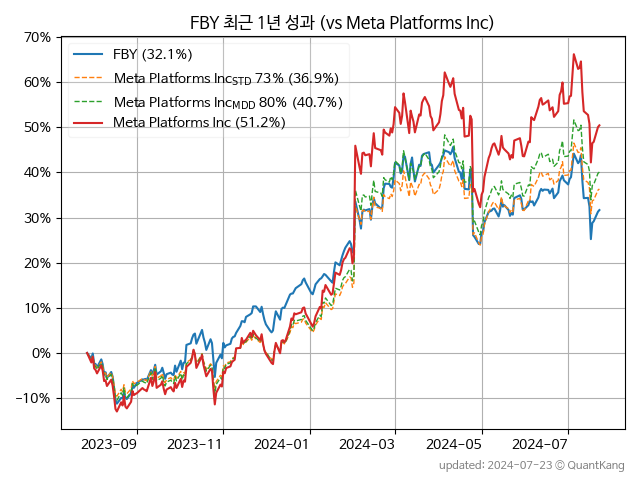 FBY 최근 1년 성과 (vs Meta Platforms Inc)
70%
60%
50%
40%
30%
20%
10%
0%
−10%
FBY (32.1%)
Meta Platforms IncSTD 73% (36.9%)
Meta Platforms IncMDD 80% (40.7%)
Meta Platforms Inc (51.2%)
2023-09
2023-11
2024-01
2024-03
2024-05
2024-07
updated: 2024-07-23 © QuantKang